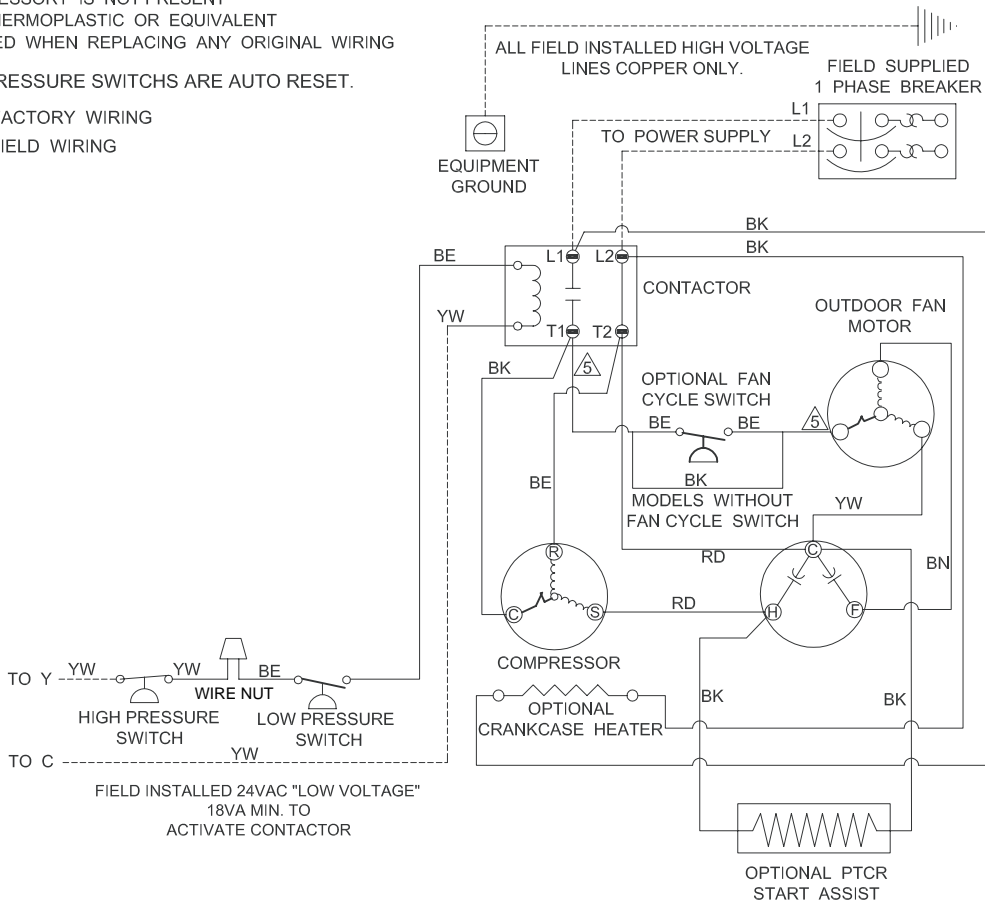 ESSORY IS NOT PRESENT
HERMOPLASTIC OR EQUIVALENT
ED WHEN REPLACING ANY ORIGINAL WIRING
RESSURE SWITCHS ARE AUTO RESET.
ACTORY WIRING
IELD WIRING
ALL FIELD INSTALLED HIGH VOLTAGE
LINES COPPER ONLY.
FIELD SUPPLIED
1 PHASE BREAKER
L1
TO POWER SUPPLY
L2
EQUIPMENT
GROUND
BK
BK
BE
L1
L2
CONTACTOR
YW
T1
T2
OUTDOOR FAN
MOTOR
BK
5
OPTIONAL FAN
CYCLE SWITCH
BE
BE
5
BK
MODELS WITHOUT
FAN CYCLE SWITCH
BE
YW
RD
BN
R
C
S
RD
C
H
F
COMPRESSOR
TO Y
YW
YW
BE
WIRE NUT
HIGH PRESSURE
SWITCH
LOW PRESSURE
SWITCH
OPTIONAL
CRANKCASE HEATER
BK
BK
TO C
YW
FIELD INSTALLED 24VAC "LOW VOLTAGE"
18VA MIN. TO
ACTIVATE CONTACTOR
OPTIONAL PTCR
START ASSIST